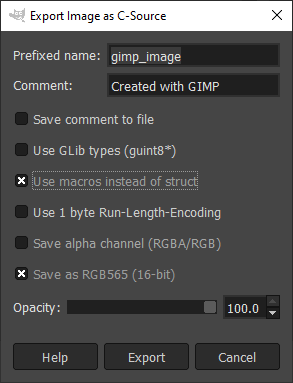 Export Image as C-Source
Prefixed name: gimp_image
Comment: Created with GIMP
Save comment to file
Use GLib types (guint8*)
Use macros instead of struct
Use 1 byte Run-Length-Encoding
Save alpha channel (RGBA/RGB)
Save as RGB565 (16-bit)
Opacity: 100.0
Help Export Cancel